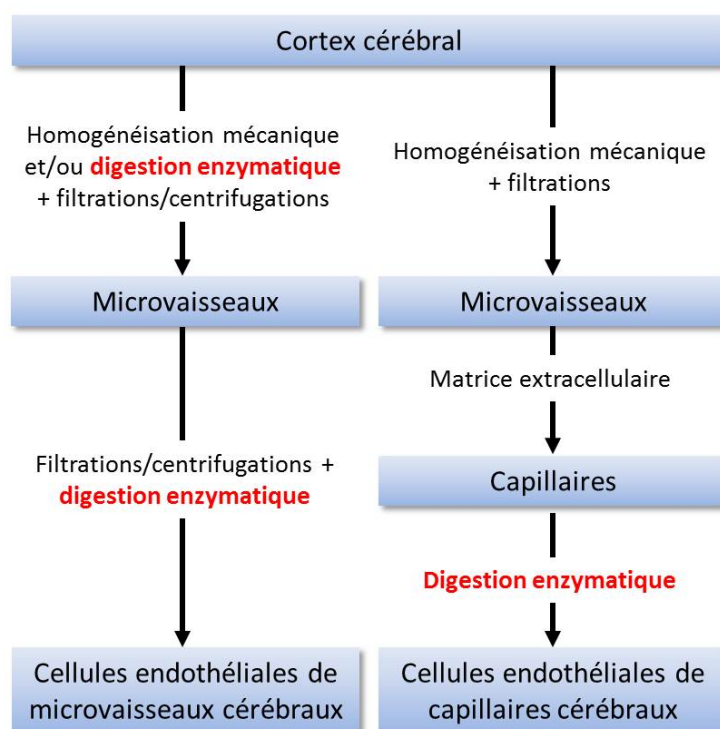 Cortex cérébral
Homogénéisation mécanique
et/ou digestion enzymatique
+ filtrations/centrifugations
Microvaisseaux
Filtrations/centrifugations +
digestion enzymatique
Cellules endothéliales de
microvaisseaux cérébraux
Homogénéisation mécanique
+ filtrations
Microvaisseaux
Matrice extracellulaire
Capillaires
Digestion enzymatique
Cellules endothéliales de
capillaires cérébraux